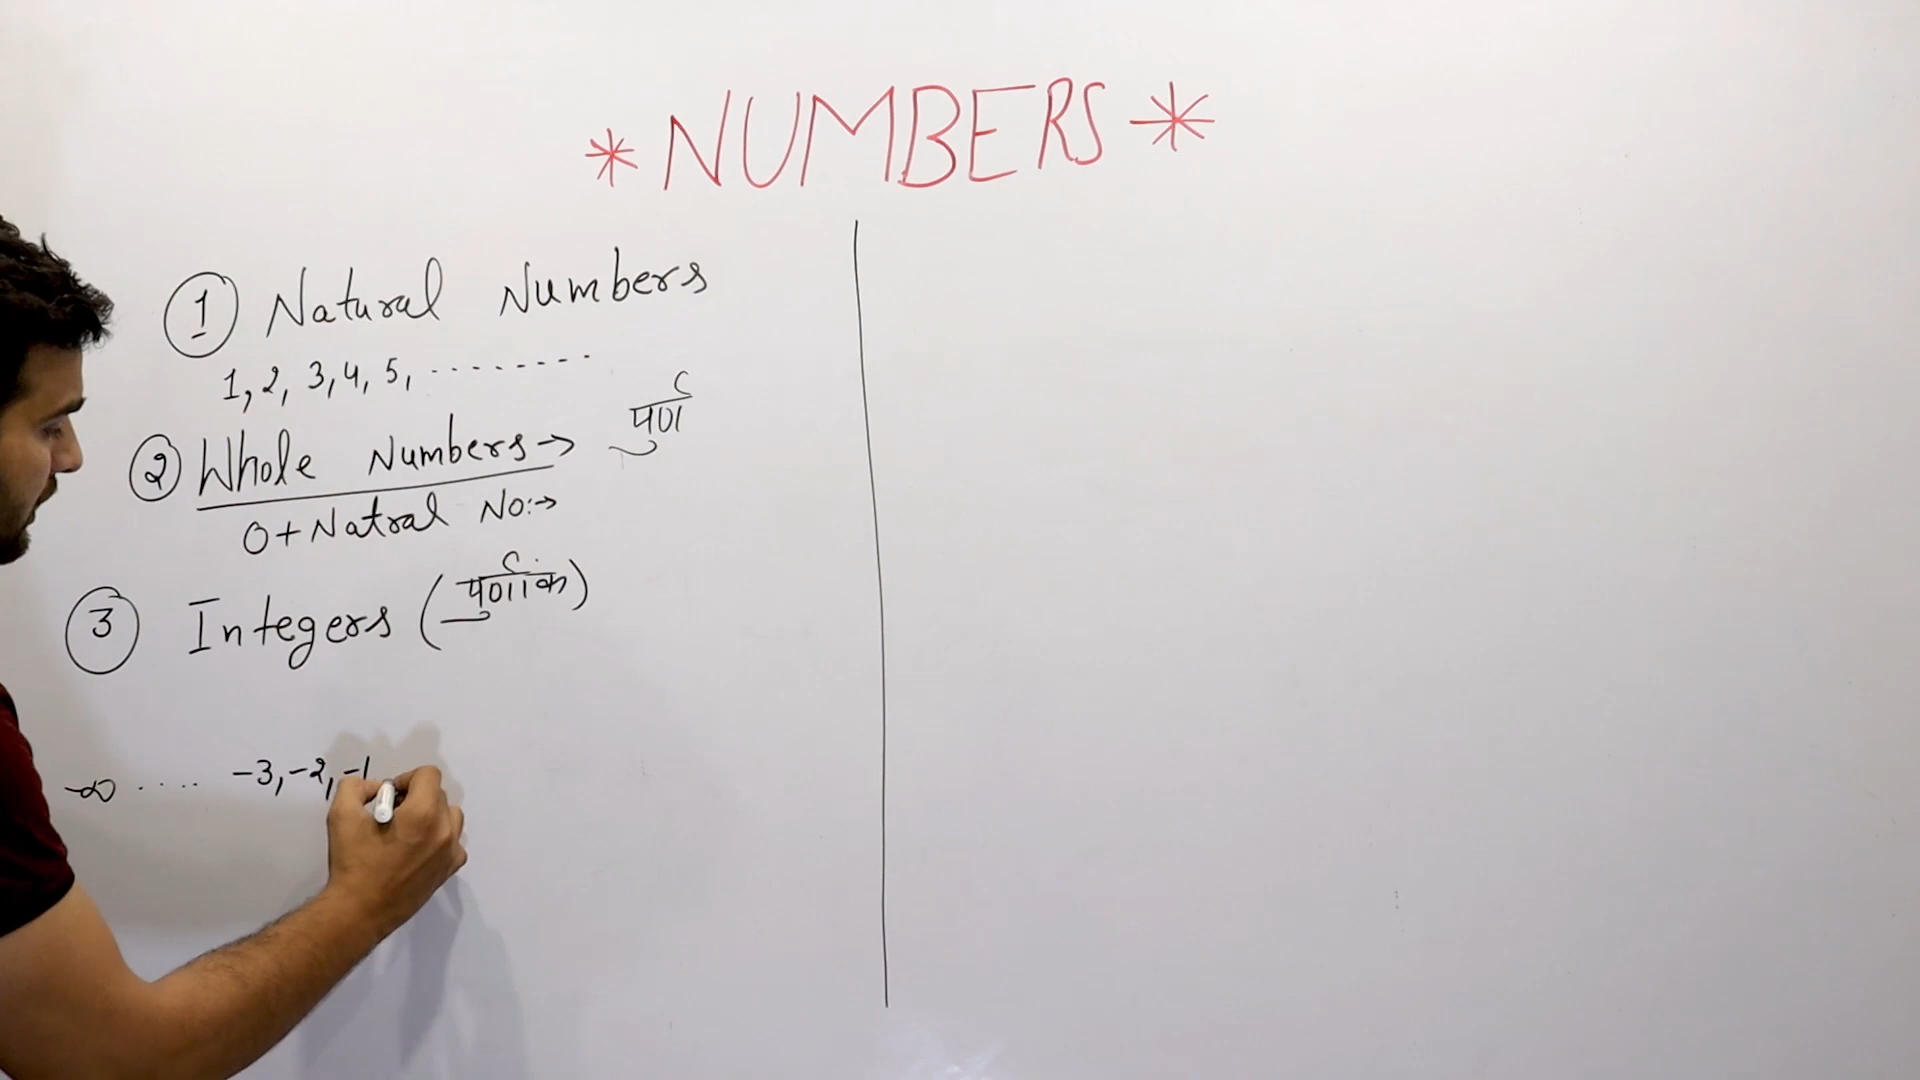 * NUMBERS *
① Natural Numbers
1, 2, 3, 4, 5, ........
② Whole Numbers → पूर्ण
0 + Natral No:→
③ Integers (पूर्णांक)
-∞ .... -3, -2, -1